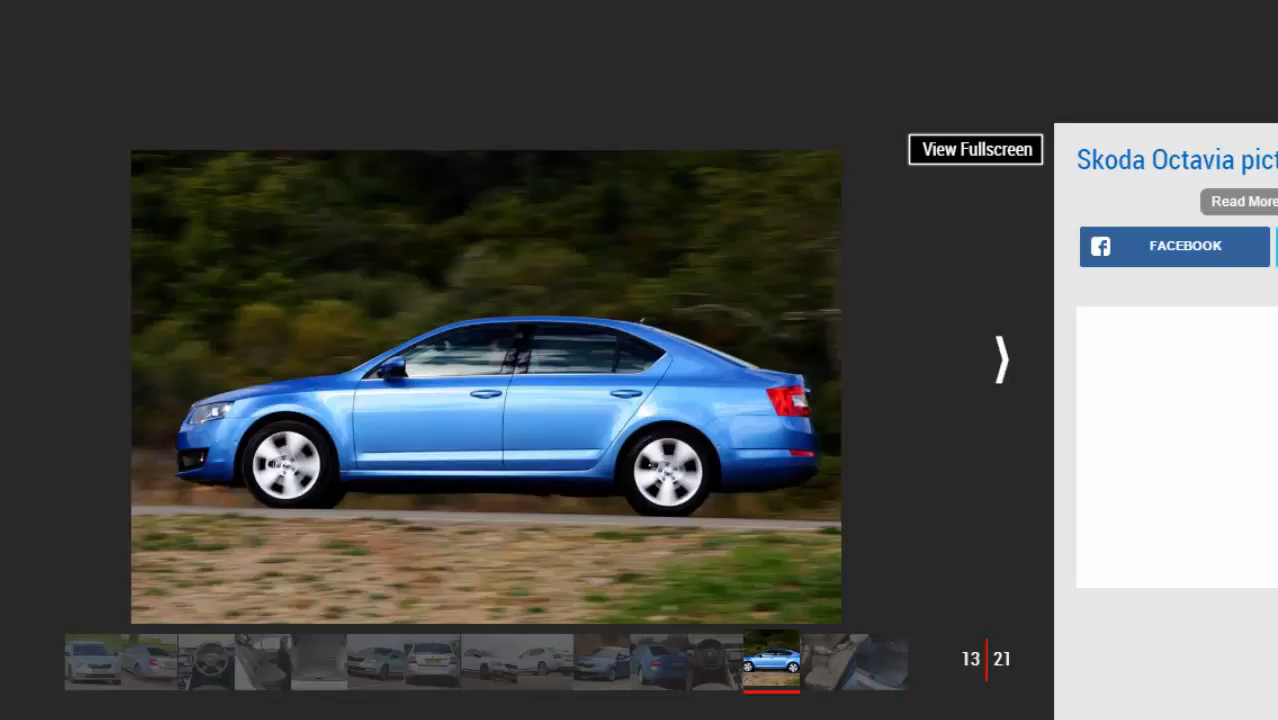 View Fullscreen
Skoda Octavia pict
Read More
FACEBOOK
13 21